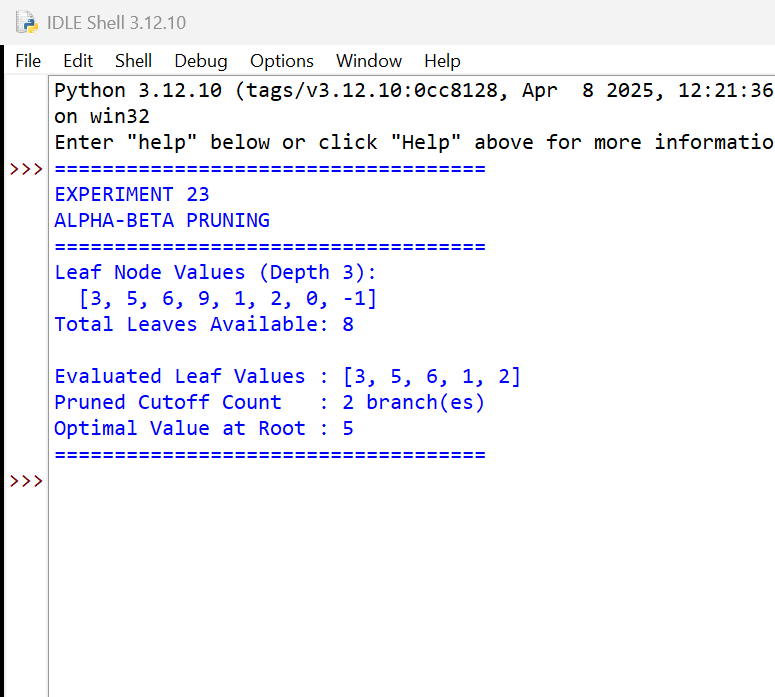 IDLE Shell 3.12.10
File Edit Shell Debug Options Window Help
Python 3.12.10 (tags/v3.12.10:0cc8128, Apr  8 2025, 12:21:36
on win32
Enter "help" below or click "Help" above for more informatio
>>> ====================================
EXPERIMENT 23
ALPHA-BETA PRUNING
====================================
Leaf Node Values (Depth 3):
  [3, 5, 6, 9, 1, 2, 0, -1]
Total Leaves Available: 8
Evaluated Leaf Values : [3, 5, 6, 1, 2]
Pruned Cutoff Count   : 2 branch(es)
Optimal Value at Root : 5
====================================
>>>